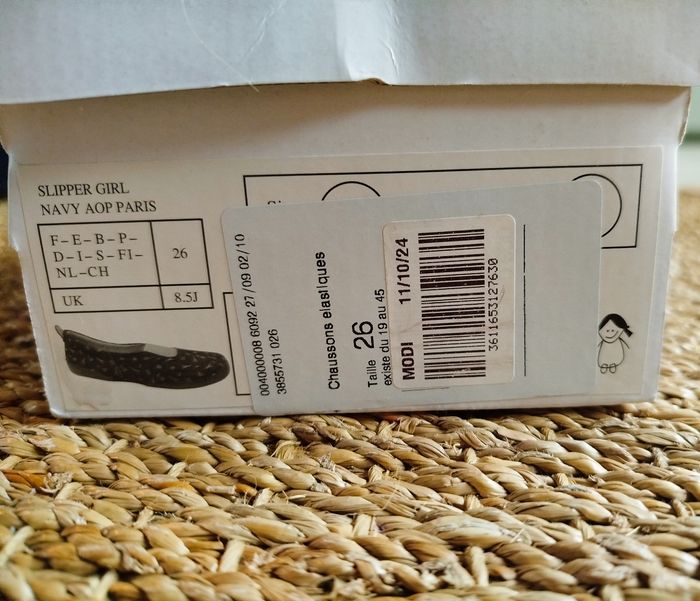 SLIPPER GIRL
NAVY AOP PARIS
F-E-B-P-
D-I-S-FI-
NL-CH
26
UK
8.5J
004000008 6092 27/09 02/10
3855731 026
Chaussons elastiques
Taille 26
existe du 19 au 45
MODI 11/10/24
3611653127630